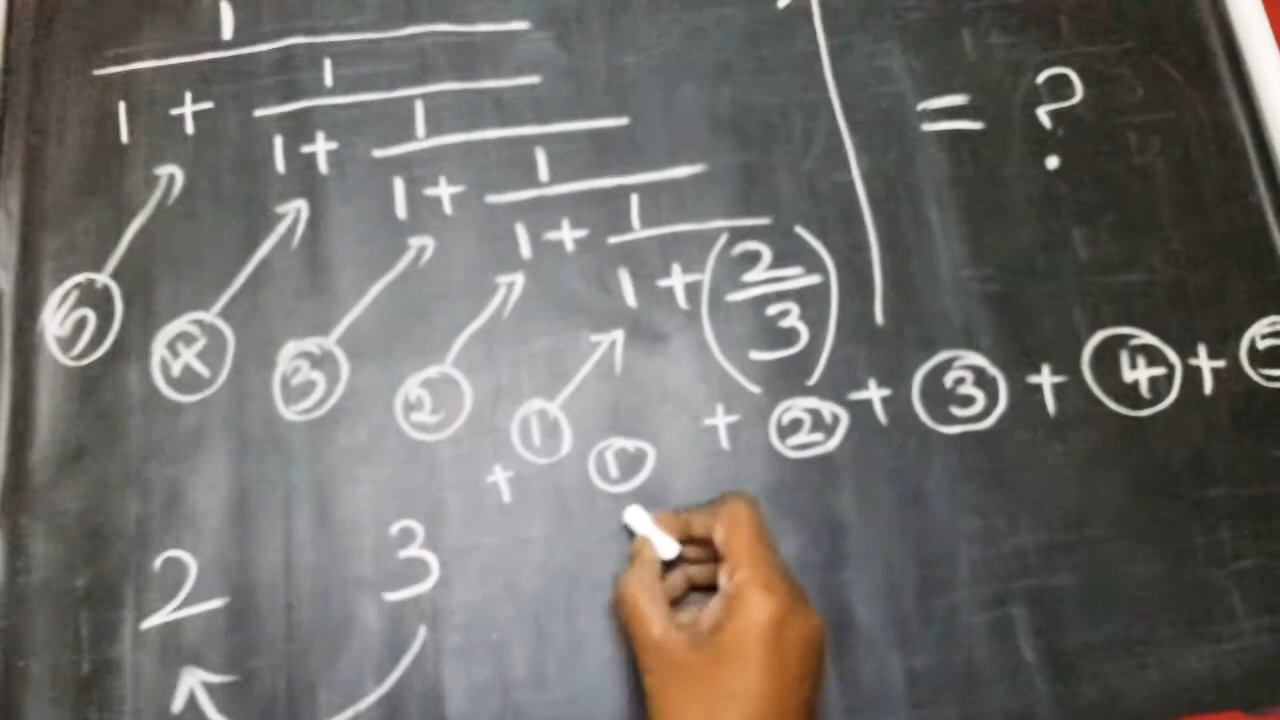 1
1 + 1
1 + 1
1 + 1
1 + 1
1 + (2/3)
= ?
5 4 3 2 1
+ 1 + 2 + 3 + 4 + 5
2 3